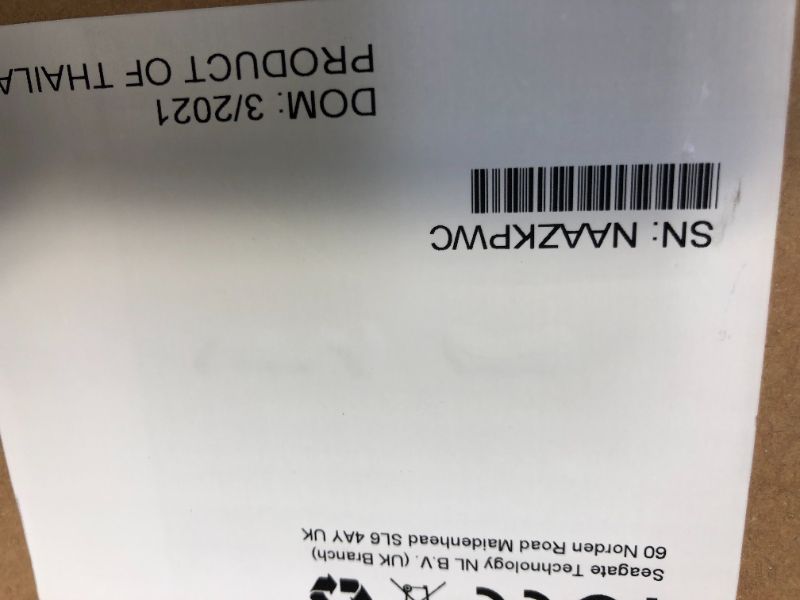 Seagate Technology NL B.V. (UK Branch)
60 Norden Road Maidenhead SL6 4AY UK
SN: NAAZKPWC
DOM: 3/2021
PRODUCT OF THAILA